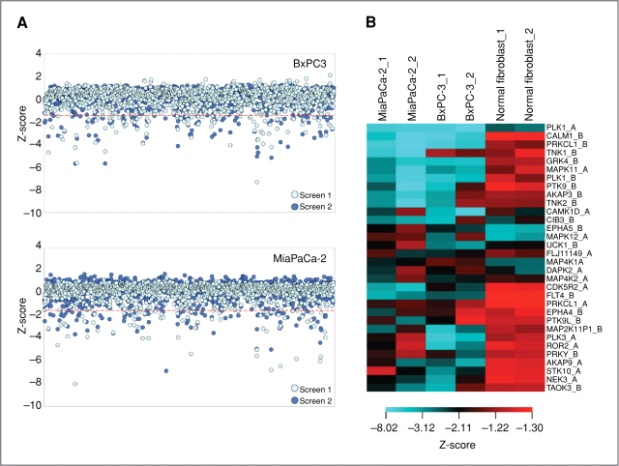 A
4
2
0
−2
−4
−6
−8
−10
Z-score
BxPC3
Screen 1
Screen 2
4
2
0
−2
−4
−6
−8
−10
Z-score
MiaPaCa-2
Screen 1
Screen 2
B
MiaPaCa-2_1
MiaPaCa-2_2
BxPC-3_1
BxPC-3_2
Normal fibroblast_1
Normal fibroblast_2
PLK1_A
CALM1_B
PRKCL1_B
TNK1_B
GRK4_B
MAPK11_A
PLK1_B
PTK9_B
AKAP3_B
TNK2_B
CAMK1D_A
CIB3_B
EPHA5_B
MAPK12_A
UCK1_B
FLJ11149_A
MAP4K1A
DAPK2_A
MAP4K2_A
CDK5R2_A
FLT4_B
PRKCL1_A
EPHA4_B
PTK9L_B
MAP2K11P1_B
PLK3_A
ROR2_A
PRKY_B
AKAP9_A
STK10_A
NEK3_A
TAOK3_B
−8.02 −3.12 −2.11 −1.22 −1.30
Z-score